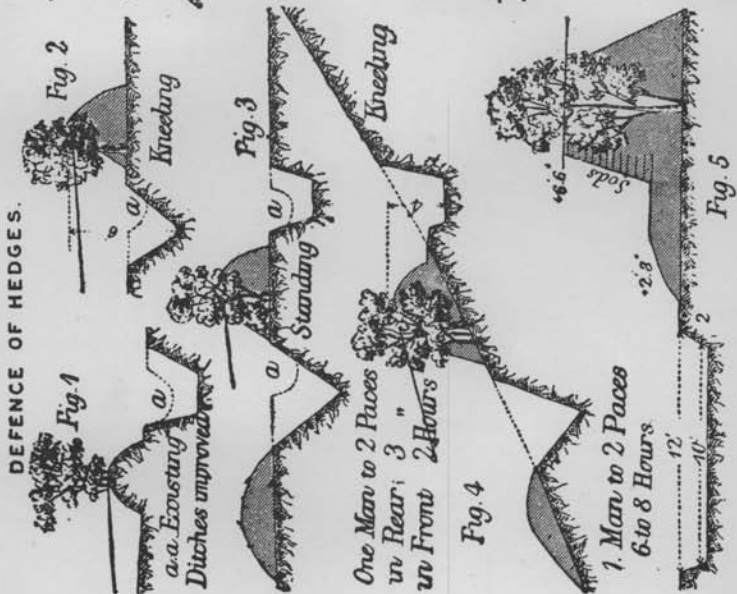 DEFENCE OF HEDGES.
Fig. 1
a.a Existing
Ditches improved
a
Fig. 2
6'
a
Kneeling
Fig. 3
a
Standing
a
One Man to 2 Paces
in Rear; 3 "
in Front 2 Hours
Fig. 4
4'
Kneeling
1. Man to 2 Paces
6. to 8 Hours.
12'
10'
2
+2.8"
+6.6"
Sods
Fig. 5